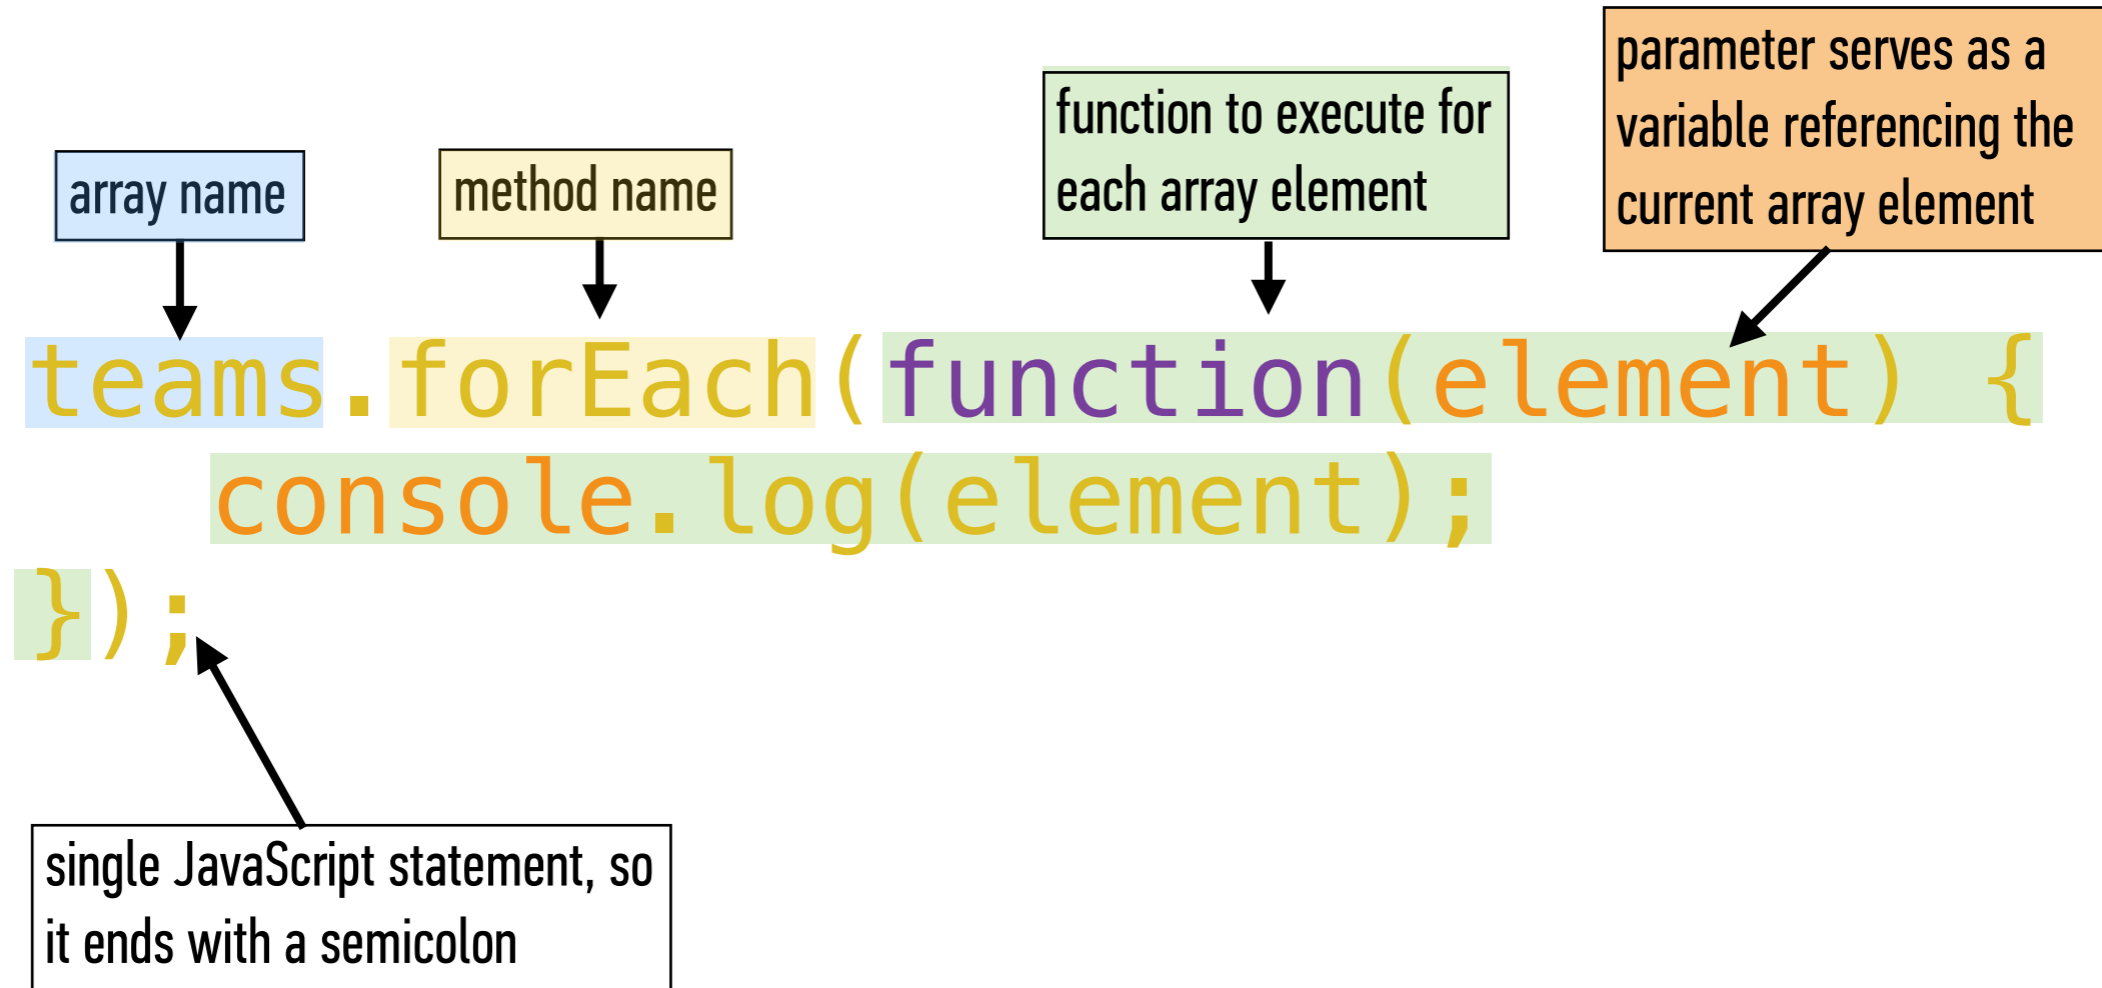 array name
method name
function to execute for
each array element
parameter serves as a
variable referencing the
current array element
teams.forEach(function(element) {
console.log(element);
});
single JavaScript statement, so
it ends with a semicolon